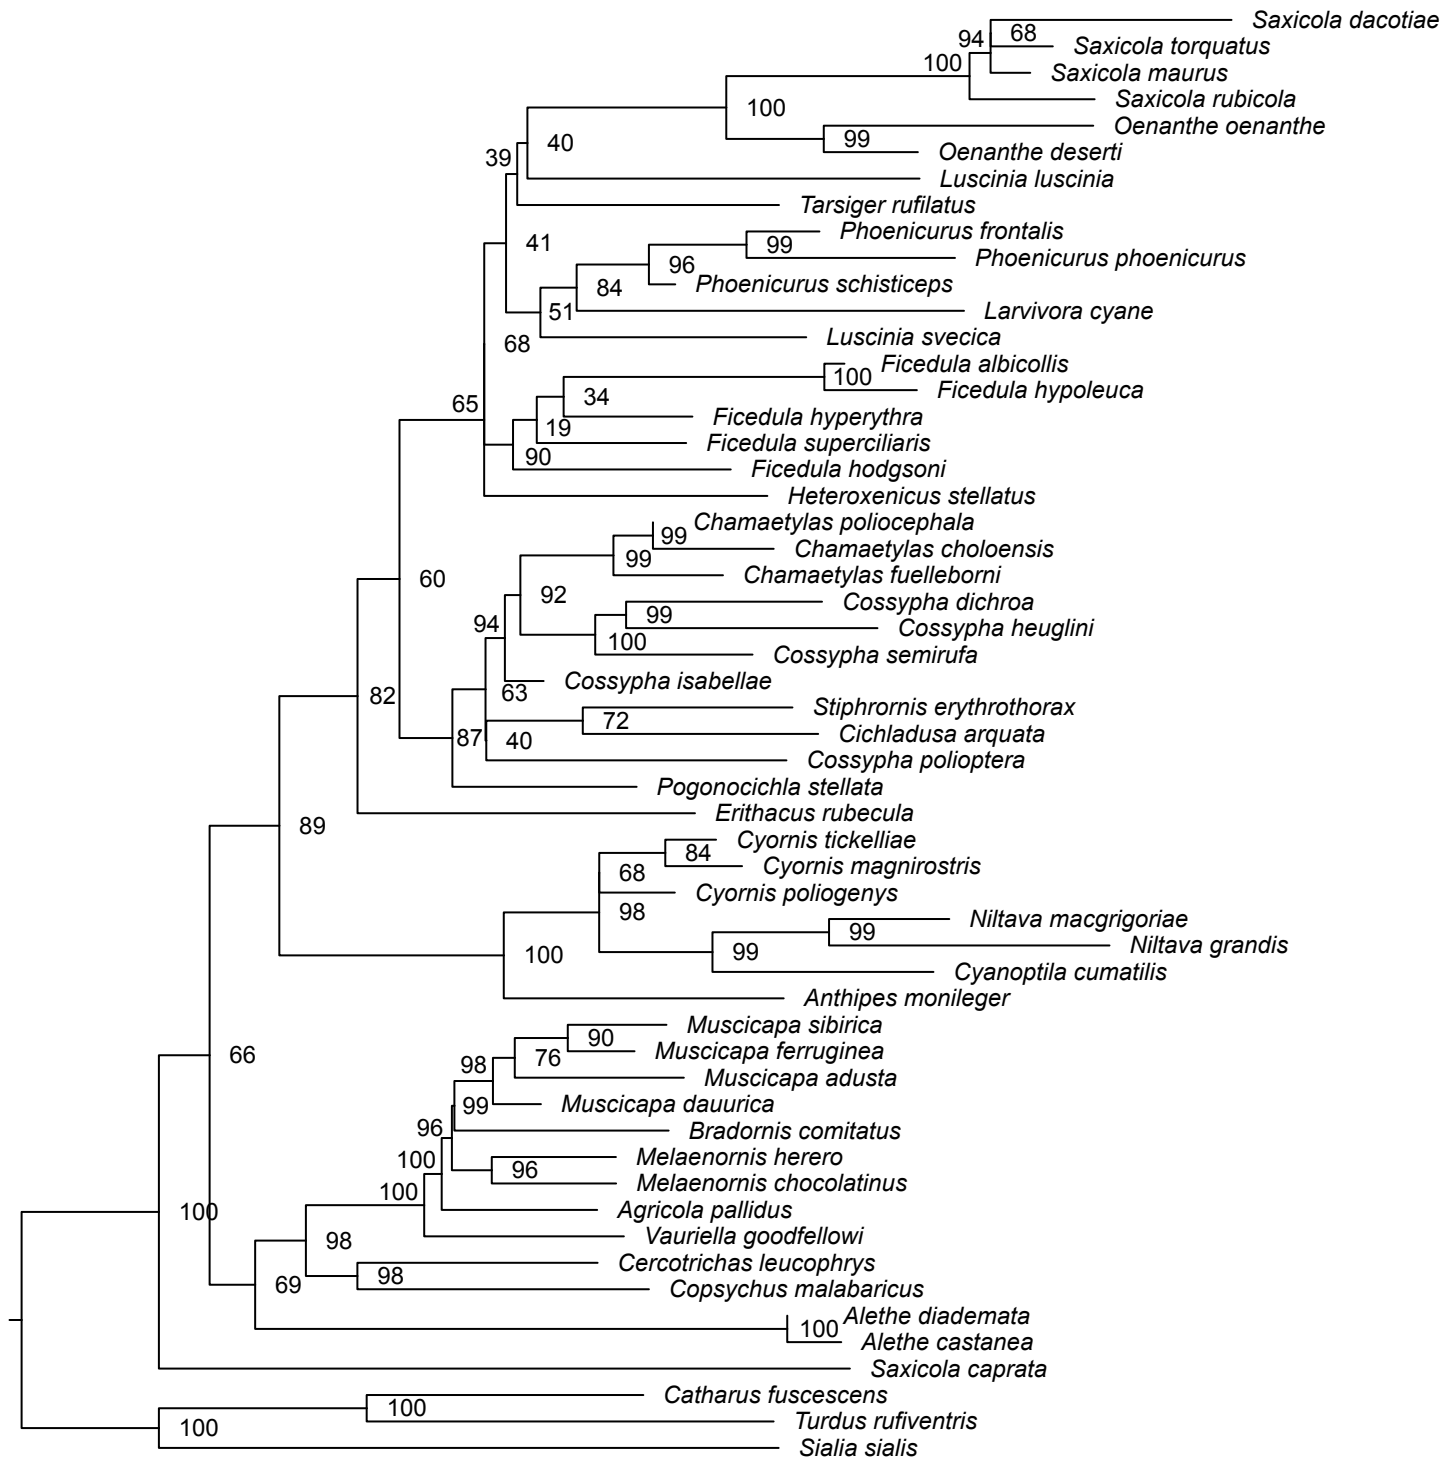 Saxicola dacotiae
94 68
Saxicola torquatus
100
Saxicola maurus
Saxicola rubicola
100
Oenanthe oenanthe
40 99
Oenanthe deserti
39
Luscinia luscinia
Tarsiger rufilatus
Phoenicurus frontalis
41 99
Phoenicurus phoenicurus
96
Phoenicurus schisticeps
84
Larvivora cyane
51
Luscinia svecica
68
Ficedula albicollis
100
Ficedula hypoleuca
65 34
Ficedula hyperythra
19
Ficedula superciliaris
90
Ficedula hodgsoni
Heteroxenicus stellatus
Chamaetylas poliocephala
99
Chamaetylas choloensis
99
Chamaetylas fuelleborni
60 92
Cossypha dichroa
99
Cossypha heuglini
94 100
Cossypha semirufa
Cossypha isabellae
82 63
Stiphrornis erythrothorax
72
Cichladusa arquata
87 40
Cossypha polioptera
Pogonocichla stellata
Erithacus rubecula
89
Cyornis tickelliae
84
Cyornis magnirostris
68
Cyornis poliogenys
98
Niltava macgrigoriae
99
Niltava grandis
100 99
Cyanoptila cumatilis
Anthipes monileger
Muscicapa sibirica
90
Muscicapa ferruginea
66 98 76
Muscicapa adusta
99
Muscicapa dauurica
96
Bradornis comitatus
100
Melaenornis herero
96
Melaenornis chocolatinus
100
Agricola pallidus
100
Vauriella goodfellowi
98
Cercotrichas leucophrys
98
Copsychus malabaricus
69
Alethe diademata
100
Alethe castanea
Saxicola caprata
Catharus fuscescens
100
Turdus rufiventris
100
Sialia sialis